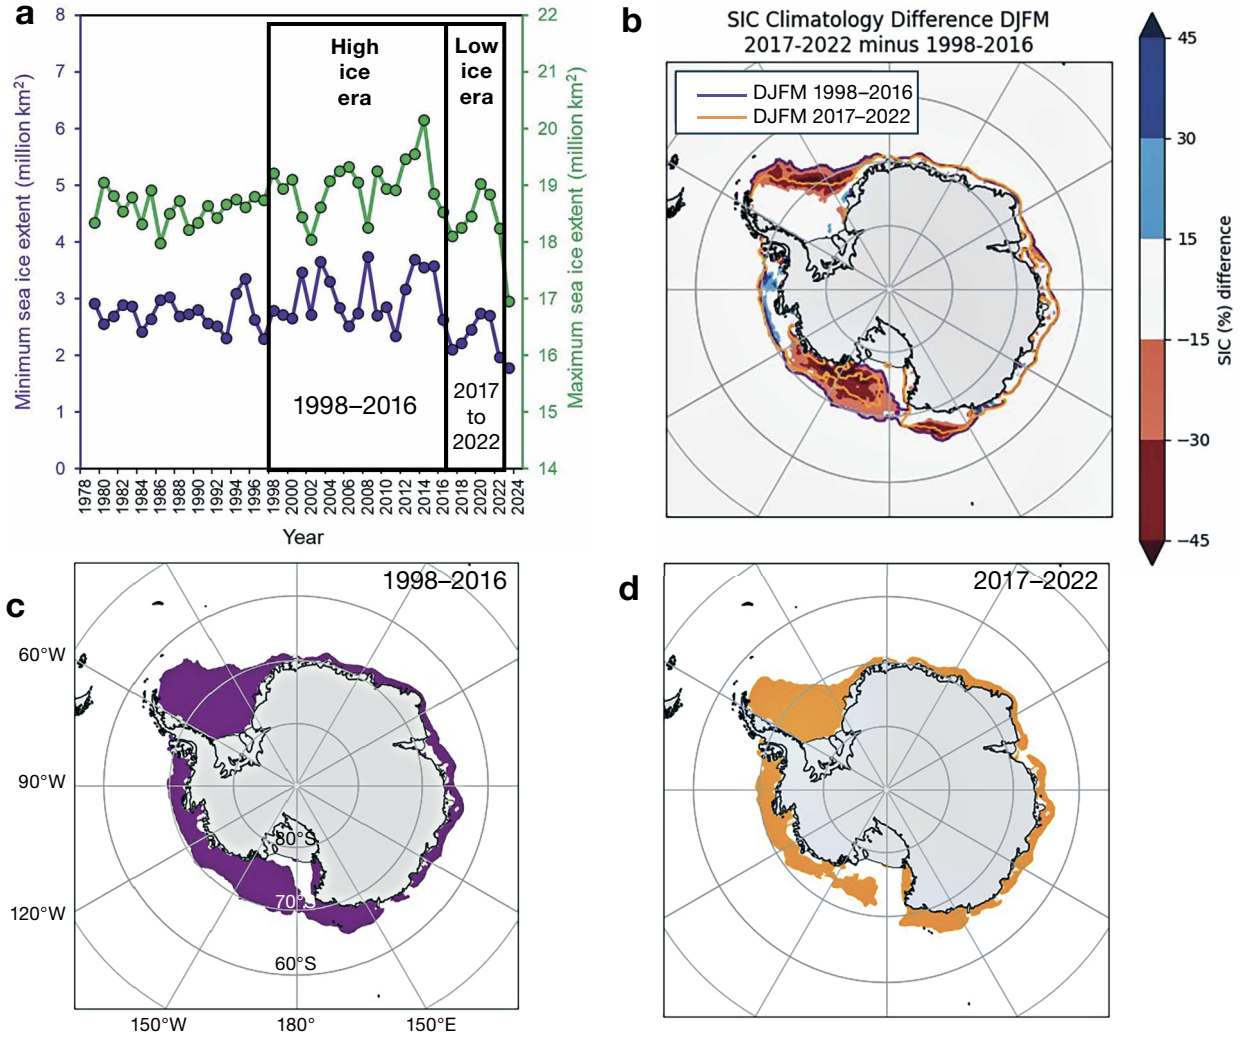 a
8
7
6
5
4
3
2
1
0
Minimum sea ice extent (million km²)
22
21
20
19
18
17
16
15
14
Maximum sea ice extent (million km²)
High
ice
era
Low
ice
era
1998–2016
2017
to
2022
1978
1980
1982
1984
1986
1988
1990
1992
1994
1996
1998
2000
2002
2004
2006
2008
2010
2012
2014
2016
2018
2020
2022
2024
Year
b
SIC Climatology Difference DJFM
2017-2022 minus 1998-2016
DJFM 1998–2016
DJFM 2017–2022
45
30
15
−15
−30
−45
SIC (%) difference
c
1998–2016
60°W
90°W
120°W
80°S
70°S
60°S
150°W
180°
150°E
d
2017–2022